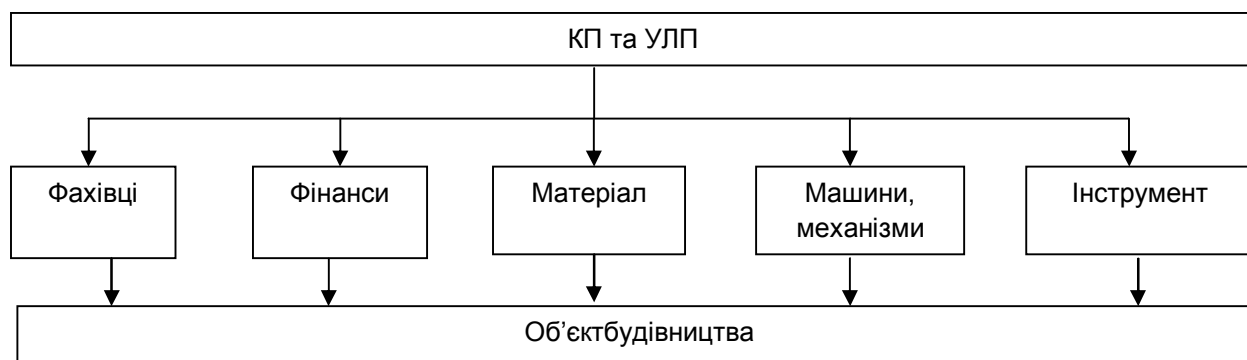 КП та УЛП
Фахівці
Фінанси
Матеріал
Машини,
механізми
Інструмент
Об’єктбудівництва